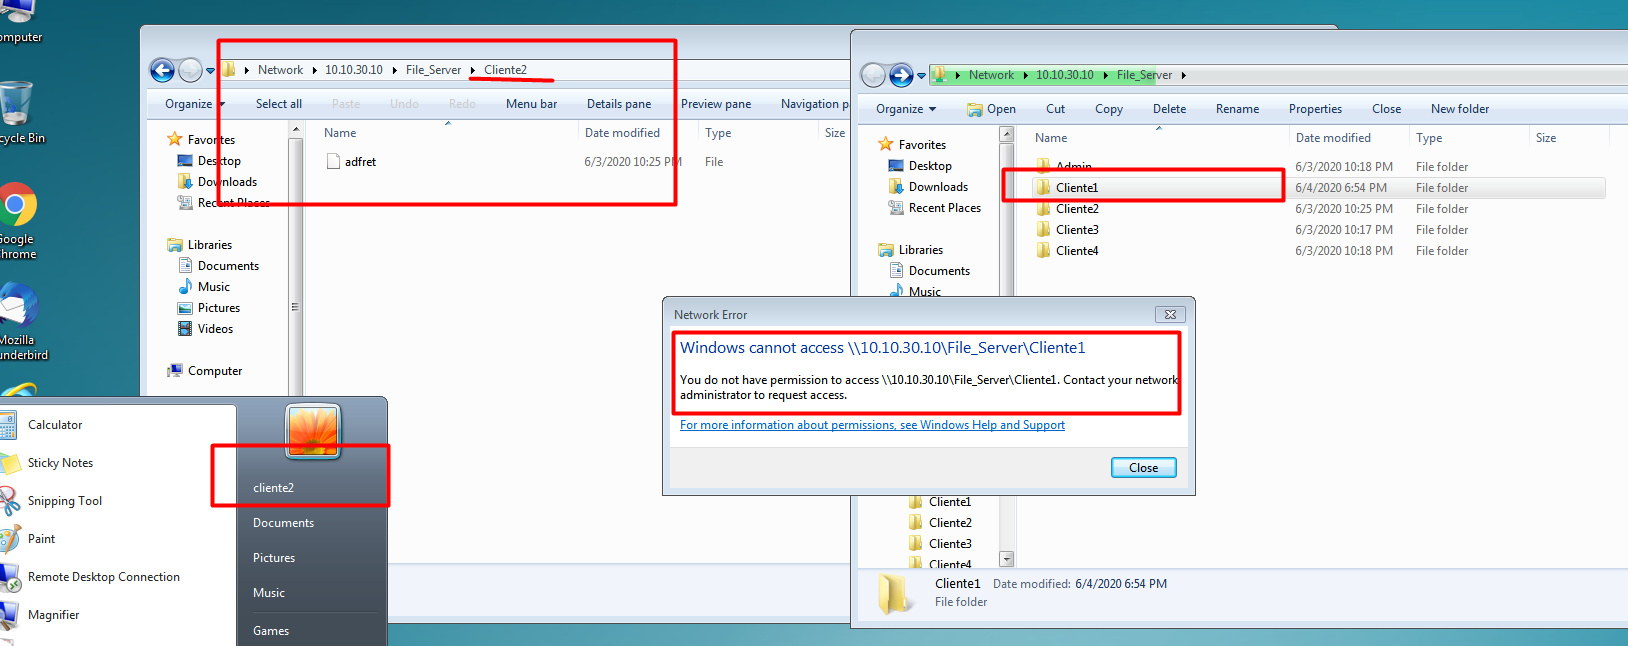 omputer
cycle Bin
Google
hrome
Mozilla
underbird
Network 10.10.30.10 File_Server Cliente2
Organize Select all Paste Undo Redo Menu bar Details pane Preview pane Navigation p
Favorites
Desktop
Downloads
Recent Places
Libraries
Documents
Music
Pictures
Videos
Computer
Name Date modified Type Size
adfret 6/3/2020 10:25 PM File
Network 10.10.30.10 File_Server
Organize Open Cut Copy Delete Rename Properties Close New folder
Favorites
Desktop
Downloads
Recent Places
Libraries
Documents
Music
Name Date modified Type Size
Admin 6/3/2020 10:18 PM File folder
Cliente1 6/4/2020 6:54 PM File folder
Cliente2 6/3/2020 10:25 PM File folder
Cliente3 6/3/2020 10:17 PM File folder
Cliente4 6/3/2020 10:18 PM File folder
Network Error
Windows cannot access \\10.10.30.10\File_Server\Cliente1
You do not have permission to access \\10.10.30.10\File_Server\Cliente1. Contact your network
administrator to request access.
For more information about permissions, see Windows Help and Support
Close
Cliente1
Cliente2
Cliente3
Cliente4
Cliente1 Date modified: 6/4/2020 6:54 PM
File folder
Calculator
Sticky Notes
Snipping Tool
Paint
Remote Desktop Connection
Magnifier
cliente2
Documents
Pictures
Music
Games